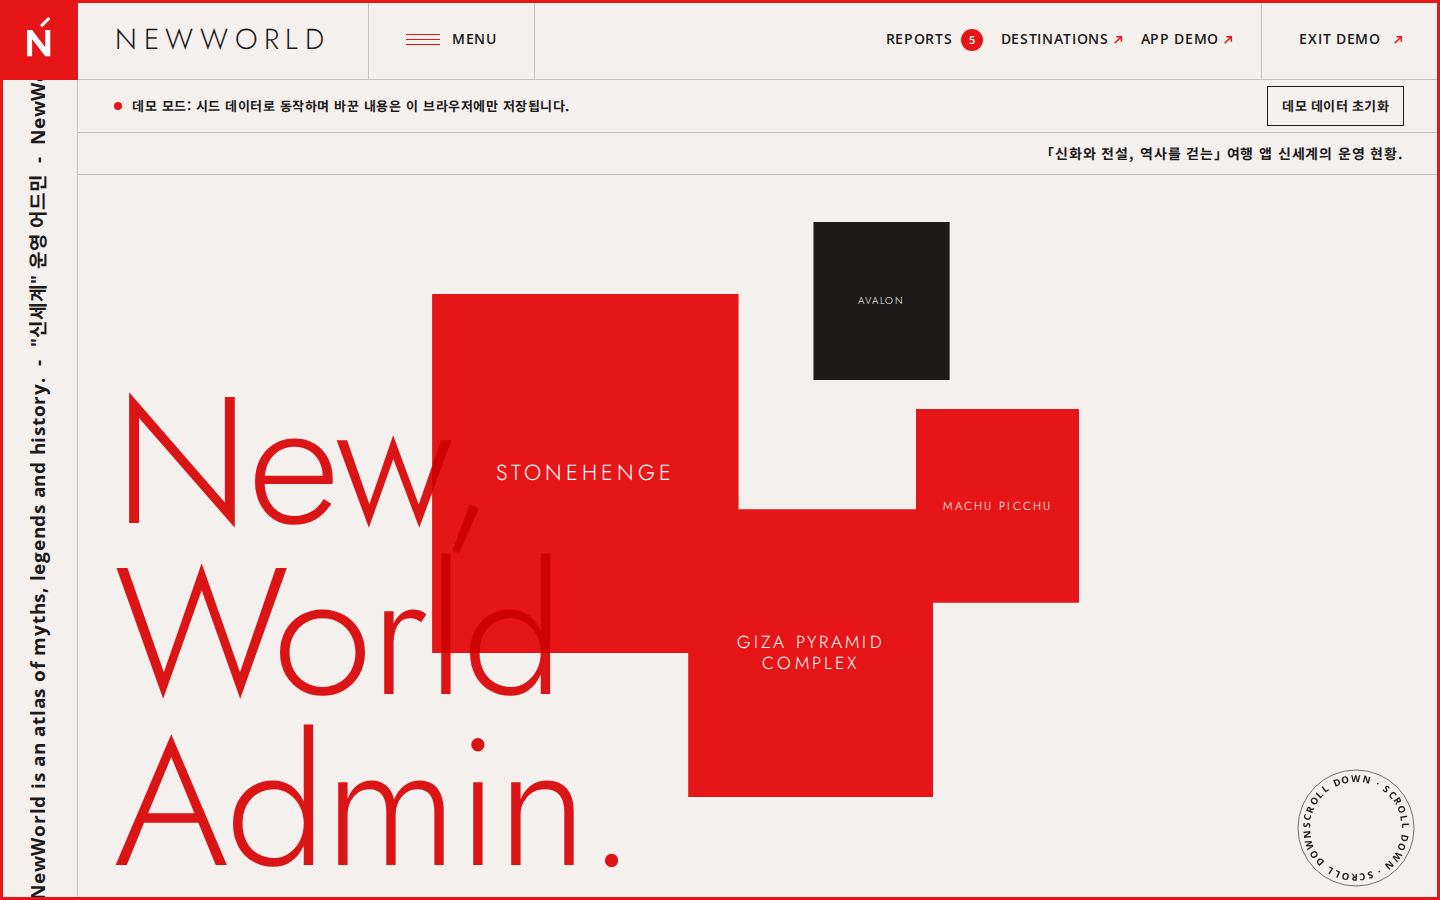 Ń
NEWWORLD
MENU
REPORTS 5
DESTINATIONS
APP DEMO
EXIT DEMO
데모 모드: 시드 데이터로 동작하며 바꾼 내용은 이 브라우저에만 저장됩니다.
데모 데이터 초기화
「신화와 전설, 역사를 걷는」 여행 앱 신세계의 운영 현황.
NewWorld is an atlas of myths, legends and history. - "신세계" 운영 어드민 - NewW
AVALON
STONEHENGE
MACHU PICCHU
GIZA PYRAMID
COMPLEX
New
World
Admin.
SCROLL DOWN · SCROLL DOWN · SCROLL DOWN